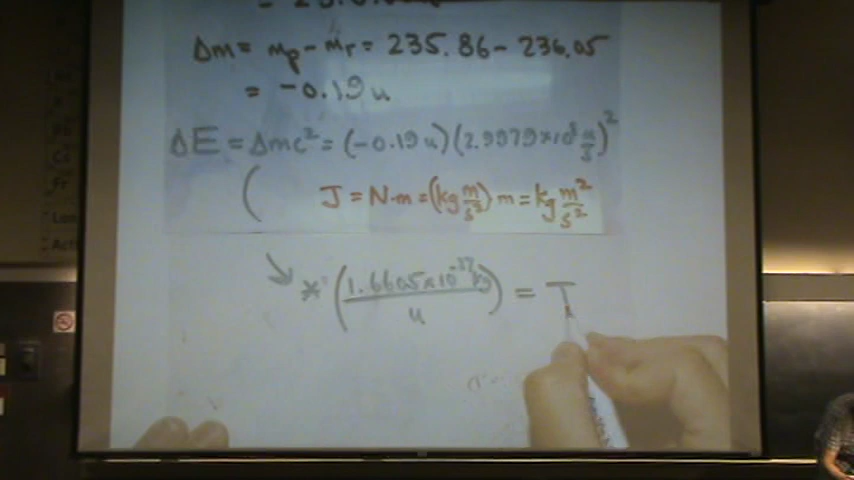 Δm = mp - mr = 235.86 - 236.05
= -0.19 u
ΔE = Δmc² = (-0.19 u)(2.9979×10⁸ m/s)²
( J = N·m = (kg m/s²) m = kg m²/s²
* (1.6605×10⁻²⁷ kg / u) = J